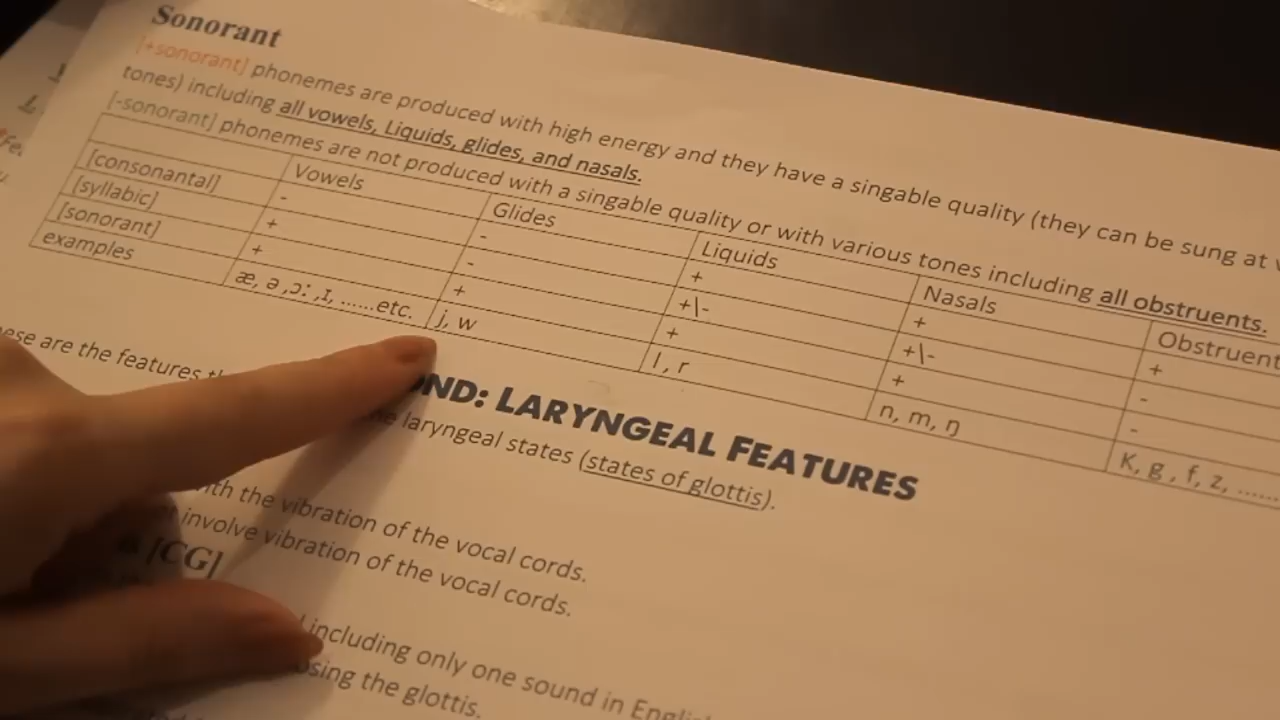 Sonorant
[+sonorant] phonemes are produced with high energy and they have a singable quality (they can be sung at
tones) including all vowels, Liquids, glides, and nasals.
[-sonorant] phonemes are not produced with a singable quality or with various tones including all obstruents.
Vowels Glides Liquids Nasals Obstruent
[consonantal] - - + + +
[syllabic] + - +\- +\- -
[sonorant] + + + + -
examples æ, ə ,ɔː ,ɪ, ......etc. j, w l , r n, m, ŋ K, g , f, z, ......
ese are the features
OND: LARYNGEAL FEATURES
laryngeal states (states of glottis).
with the vibration of the vocal cords.
involve vibration of the vocal cords.
[CG]
including only one sound in English
sing the glottis.